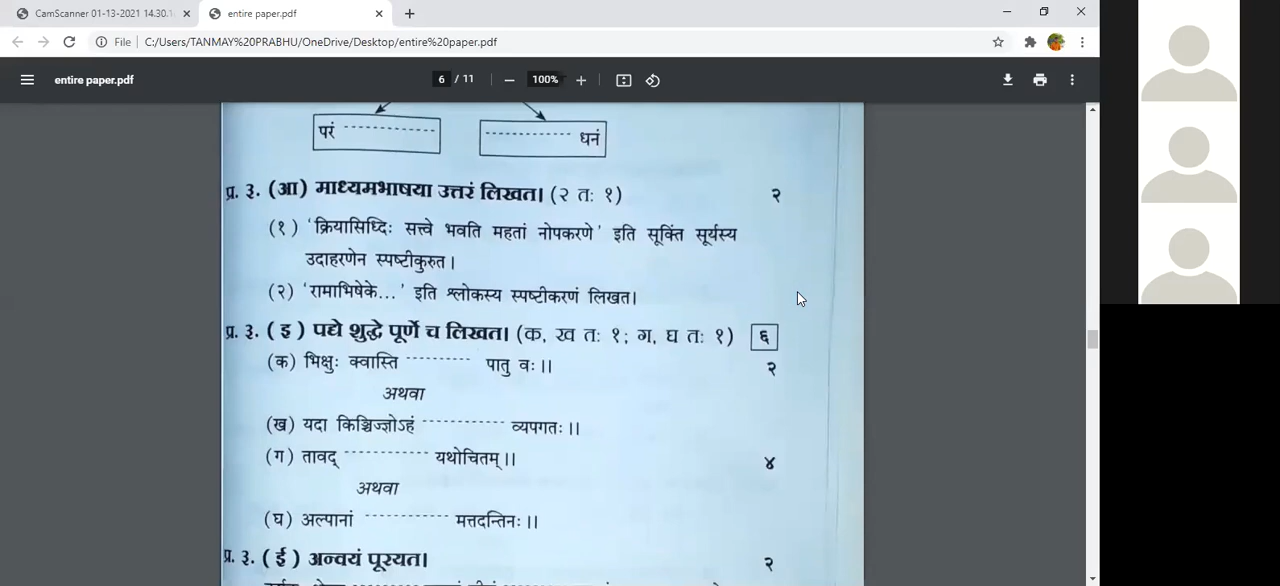 CamScanner 01-13-2021 14.30.
entire paper.pdf
File C:/Users/TANMAY%20PRABHU/OneDrive/Desktop/entire%20paper.pdf
entire paper.pdf 6 / 11 100%
परं ---------- ---------- धनं
प्र. ३. (आ) माध्यमभाषया उत्तरं लिखत। (२ तः १) २
(१) 'क्रियासिध्दिः सत्त्वे भवति महतां नोपकरणे' इति सूक्तिं सूर्यस्य
उदाहरणेन स्पष्टीकुरुत।
(२) 'रामाभिषेके...' इति श्लोकस्य स्पष्टीकरणं लिखत।
प्र. ३. (इ) पद्ये शुद्धे पूर्णे च लिखत। (क, ख तः १; ग, घ तः १) ६
(क) भिक्षुः क्वास्ति ---------- पातु वः।। २
अथवा
(ख) यदा किञ्चिज्ज्ञोऽहं ---------- व्यपगतः।।
(ग) तावद् ---------- यथोचितम्।। ४
अथवा
(घ) अल्पानां ---------- मत्तदन्तिनः।।
प्र. ३. (ई) अन्वयं पूरयत। २